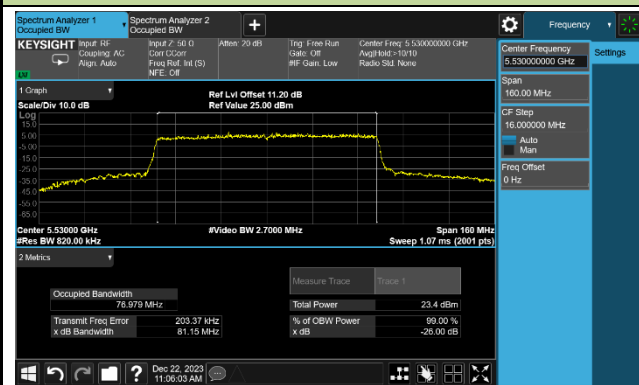 Spectrum Analyzer 1
Occupied BW
Spectrum Analyzer 2
Occupied BW
+
Frequency
KEYSIGHT
Input: RF
Coupling: AC
Align: Auto
Input Z: 50 Ω
Corr CCorr
Freq Ref: Int (S)
NFE: Off
Atten: 20 dB
Trig: Free Run
Gate: Off
#IF Gain: Low
Center Freq: 5.530000000 GHz
Avg|Hold:>10/10
Radio Std: None
Center Frequency
5.530000000 GHz
Settings
Span
160.00 MHz
CF Step
16.000000 MHz
Auto
Man
Freq Offset
0 Hz
1 Graph
Scale/Div 10.0 dB
Ref Lvl Offset 11.20 dB
Ref Value 25.00 dBm
Log
15.0
5.00
-5.00
-15.0
-25.0
-35.0
-45.0
-55.0
-65.0
Center 5.53000 GHz
#Res BW 820.00 kHz
#Video BW 2.7000 MHz
Span 160 MHz
Sweep 1.07 ms (2001 pts)
2 Metrics
Measure Trace
Trace 1
Occupied Bandwidth
76.979 MHz
Total Power
23.4 dBm
Transmit Freq Error
203.37 kHz
% of OBW Power
99.00 %
x dB Bandwidth
81.15 MHz
x dB
-26.00 dB
?
Dec 22, 2023
11:06:03 AM